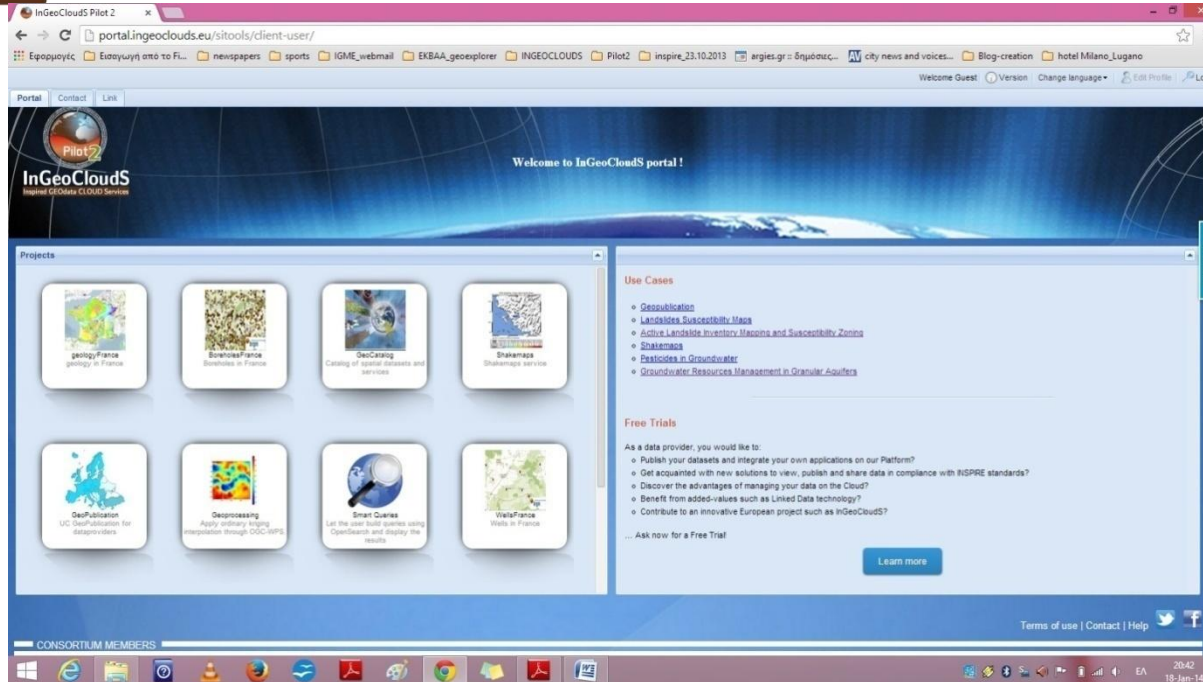 InGeoCloudS Pilot 2
portal.ingeoclouds.eu/sitools/client-user/
Εφαρμογές
Εισαγωγή από το Fi...
newspapers
sports
IGME_webmail
EKBAA_geoexplorer
INGEOCLOUDS
Pilot2
inspire_23.10.2013
argies.gr :: δημόσιες...
city news and voices...
Blog-creation
hotel Milano_Lugano
Welcome Guest
Version
Change language
Edit Profile
Lo
Portal
Contact
Link
Pilot2
InGeoCloudS
Inspired GEOdata CLOUD Services
Welcome to InGeoCloudS portal !
Projects
geologyFrance
geology in France
BoreholesFrance
Boreholes in France
GeoCatalog
Catalog of spatial datasets and
services
Shakemaps
Shakemaps service
GeoPublication
UC GeoPublication for
dataproviders
Geoprocessing
Apply ordinary kriging
interpolation through OGC-WPS
Smart Queries
Let the user build queries using
OpenSearch and display the
results
WellsFrance
Wells in France
Use Cases
Geopublication
Landslides Susceptibility Maps
Active Landslide Inventory Mapping and Susceptibility Zoning
Shakemaps
Pesticides in Groundwater
Groundwater Resources Management in Granular Aquifers
Free Trials
As a data provider, you would like to:
Publish your datasets and integrate your own applications on our Platform?
Get acquainted with new solutions to view, publish and share data in compliance with INSPIRE standards?
Discover the advantages of managing your data on the Cloud?
Benefit from added-values such as Linked Data technology?
Contribute to an innovative European project such as InGeoCloudS?
... Ask now for a Free Trial!
Learn more
Terms of use | Contact | Help
CONSORTIUM MEMBERS
ΕΛ
20:42
18-Jan-14